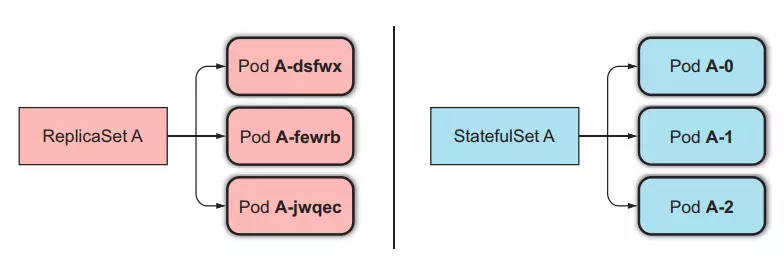 ReplicaSet A
Pod A-dsfwx
Pod A-fewrb
Pod A-jwqec
StatefulSet A
Pod A-0
Pod A-1
Pod A-2